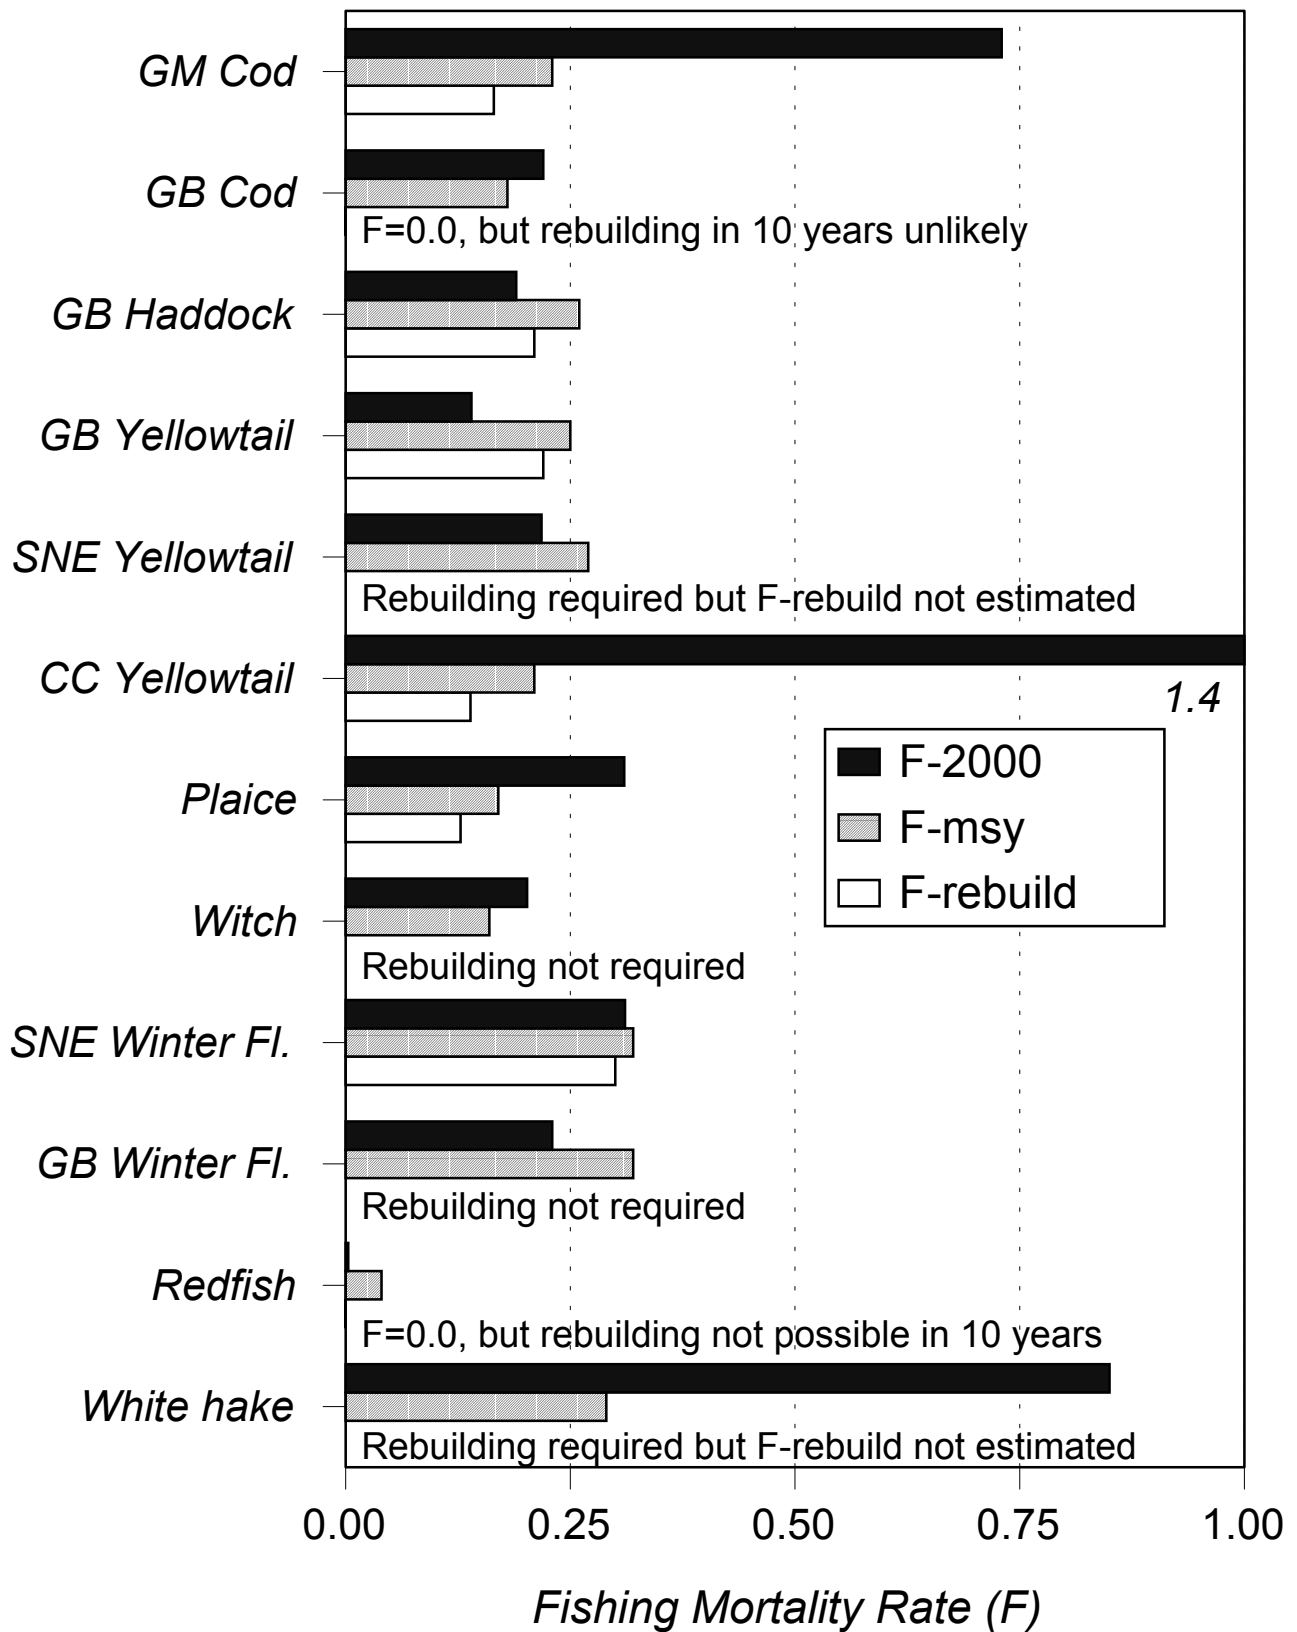 GM Cod
GB Cod
F=0.0, but rebuilding in 10 years unlikely
GB Haddock
GB Yellowtail
SNE Yellowtail
Rebuilding required but F-rebuild not estimated
CC Yellowtail
1.4
F-2000
Plaice
F-msy
F-rebuild
Witch
Rebuilding not required
SNE Winter Fl.
GB Winter Fl.
Rebuilding not required
Redfish
F=0.0, but rebuilding not possible in 10 years
White hake
Rebuilding required but F-rebuild not estimated
0.00 0.25 0.50 0.75 1.00
Fishing Mortality Rate (F)